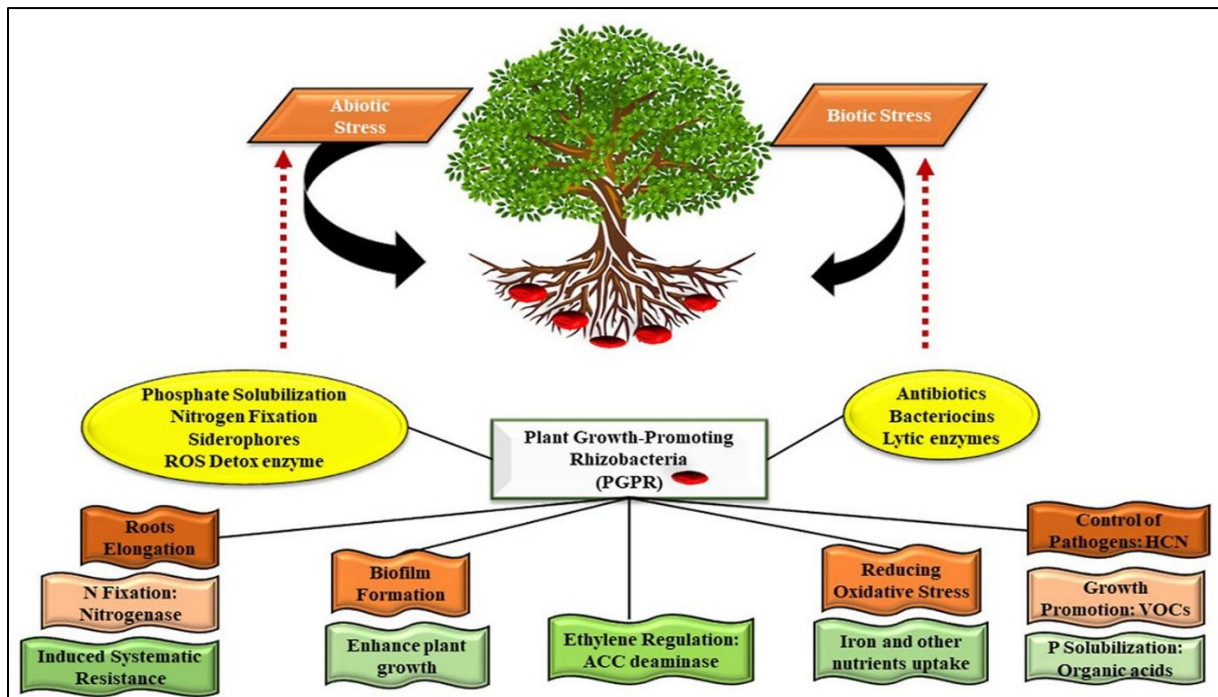 Abiotic
Stress
Biotic Stress
Phosphate Solubilization
Nitrogen Fixation
Siderophores
ROS Detox enzyme
Antibiotics
Bacteriocins
Lytic enzymes
Plant Growth-Promoting
Rhizobacteria
(PGPR)
Roots
Elongation
N Fixation:
Nitrogenase
Induced Systematic
Resistance
Biofilm
Formation
Enhance plant
growth
Ethylene Regulation:
ACC deaminase
Reducing
Oxidative Stress
Iron and other
nutrients uptake
Control of
Pathogens: HCN
Growth
Promotion: VOCs
P Solubilization:
Organic acids